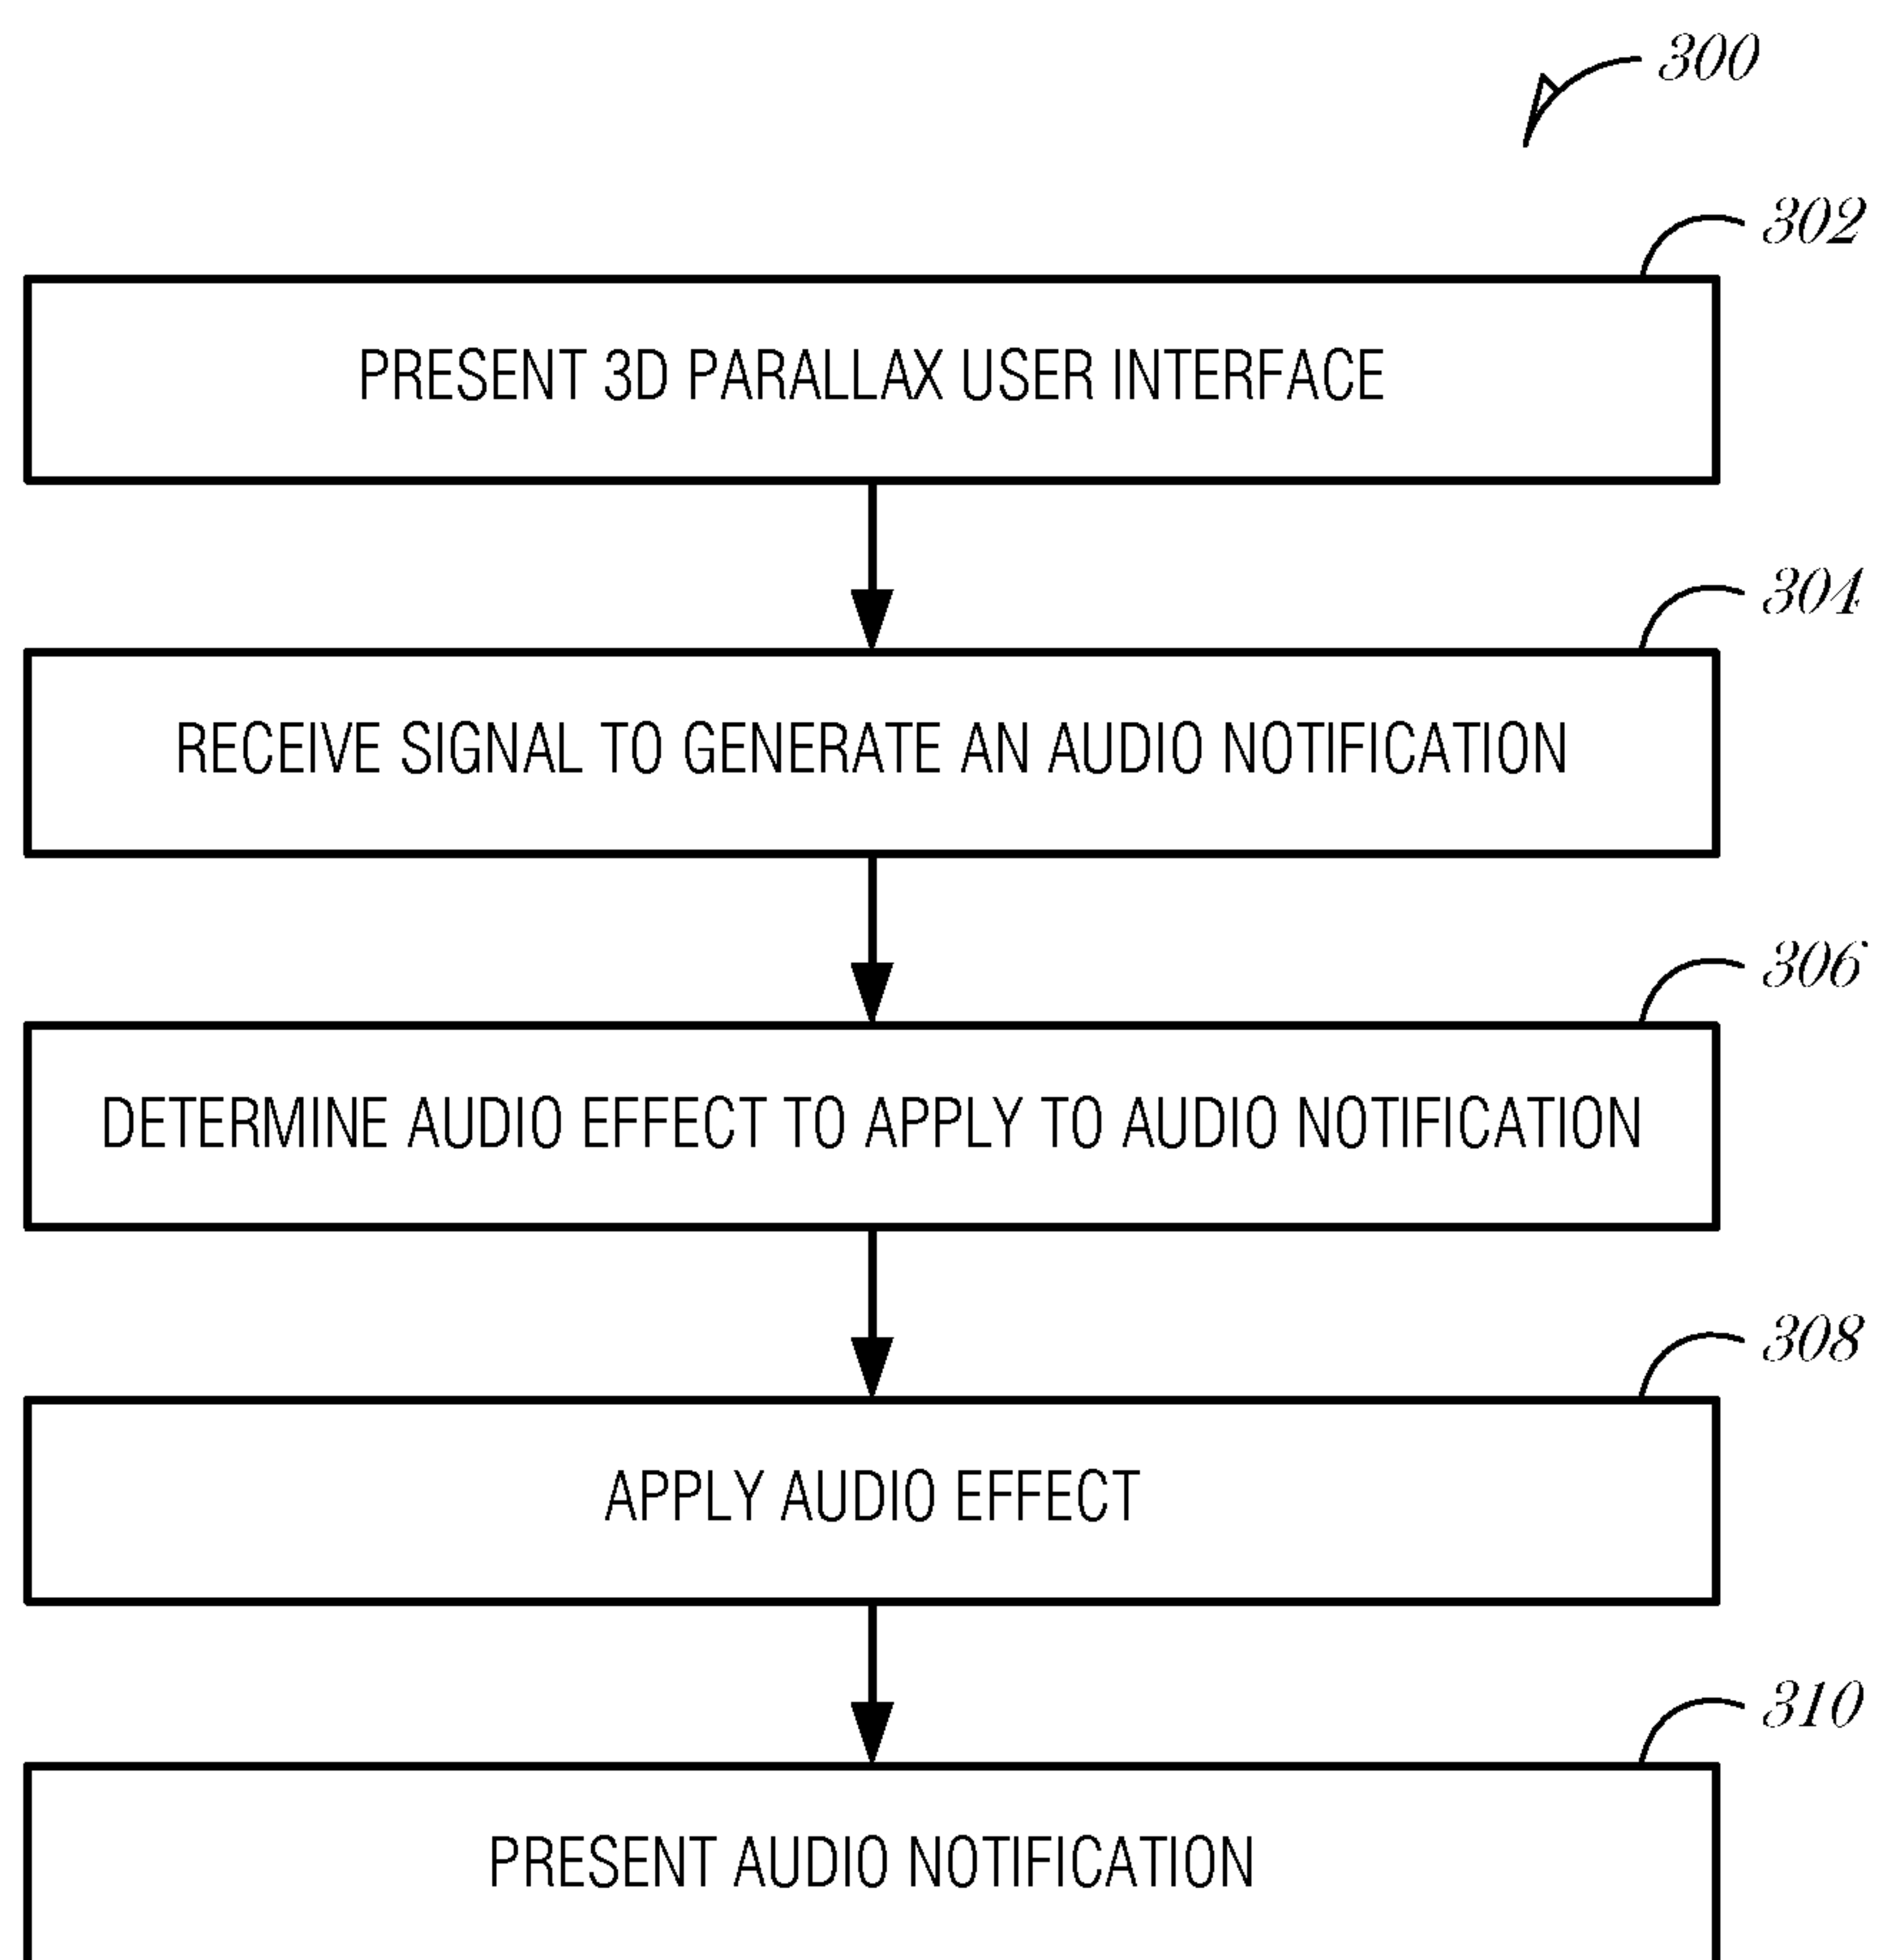 300
302
PRESENT 3D PARALLAX USER INTERFACE
304
RECEIVE SIGNAL TO GENERATE AN AUDIO NOTIFICATION
306
DETERMINE AUDIO EFFECT TO APPLY TO AUDIO NOTIFICATION
308
APPLY AUDIO EFFECT
310
PRESENT AUDIO NOTIFICATION